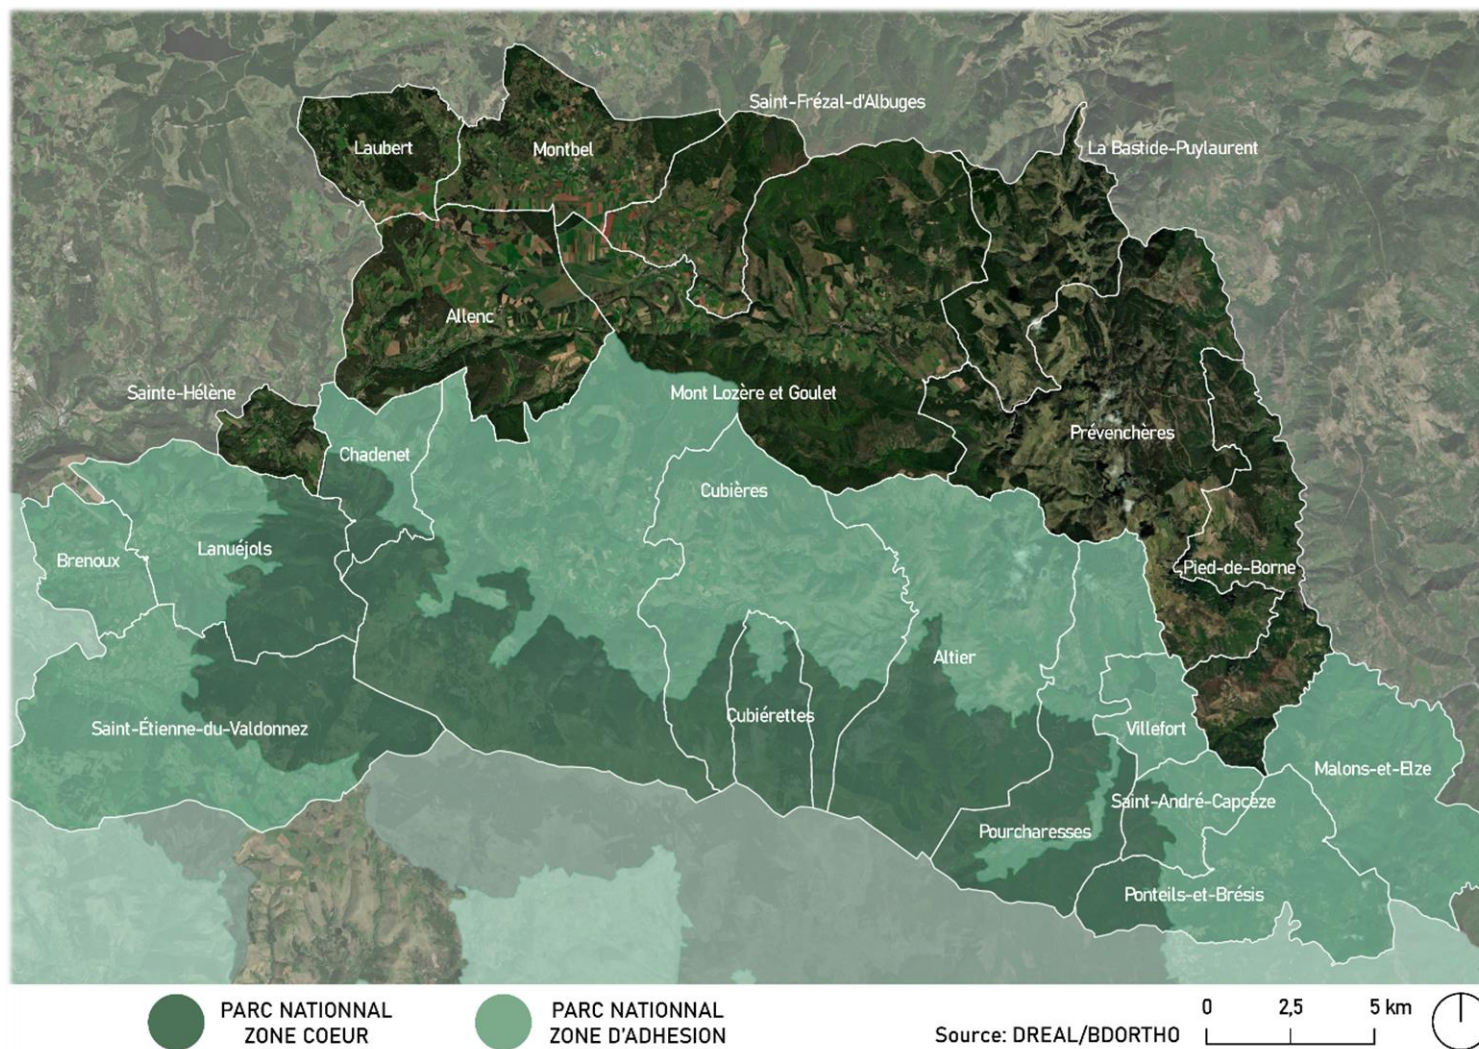 Saint-Frézal-d'Albuges
Laubert
Montbel
La Bastide-Puylaurent
Allenc
Sainte-Hélène
Mont Lozère et Goulet
Chadenet
Prévenchères
Cubières
Lanuéjols
Brenoux
Pied-de-Borne
Altier
Cubiérettes
Saint-Étienne-du-Valdonnez
Villefort
Malons-et-Elze
Saint-André-Capcèze
Pourcharesses
Ponteils-et-Brésis
PARC NATIONNAL
ZONE COEUR
PARC NATIONNAL
ZONE D'ADHESION
Source: DREAL/BDORTHO
0 2,5 5 km